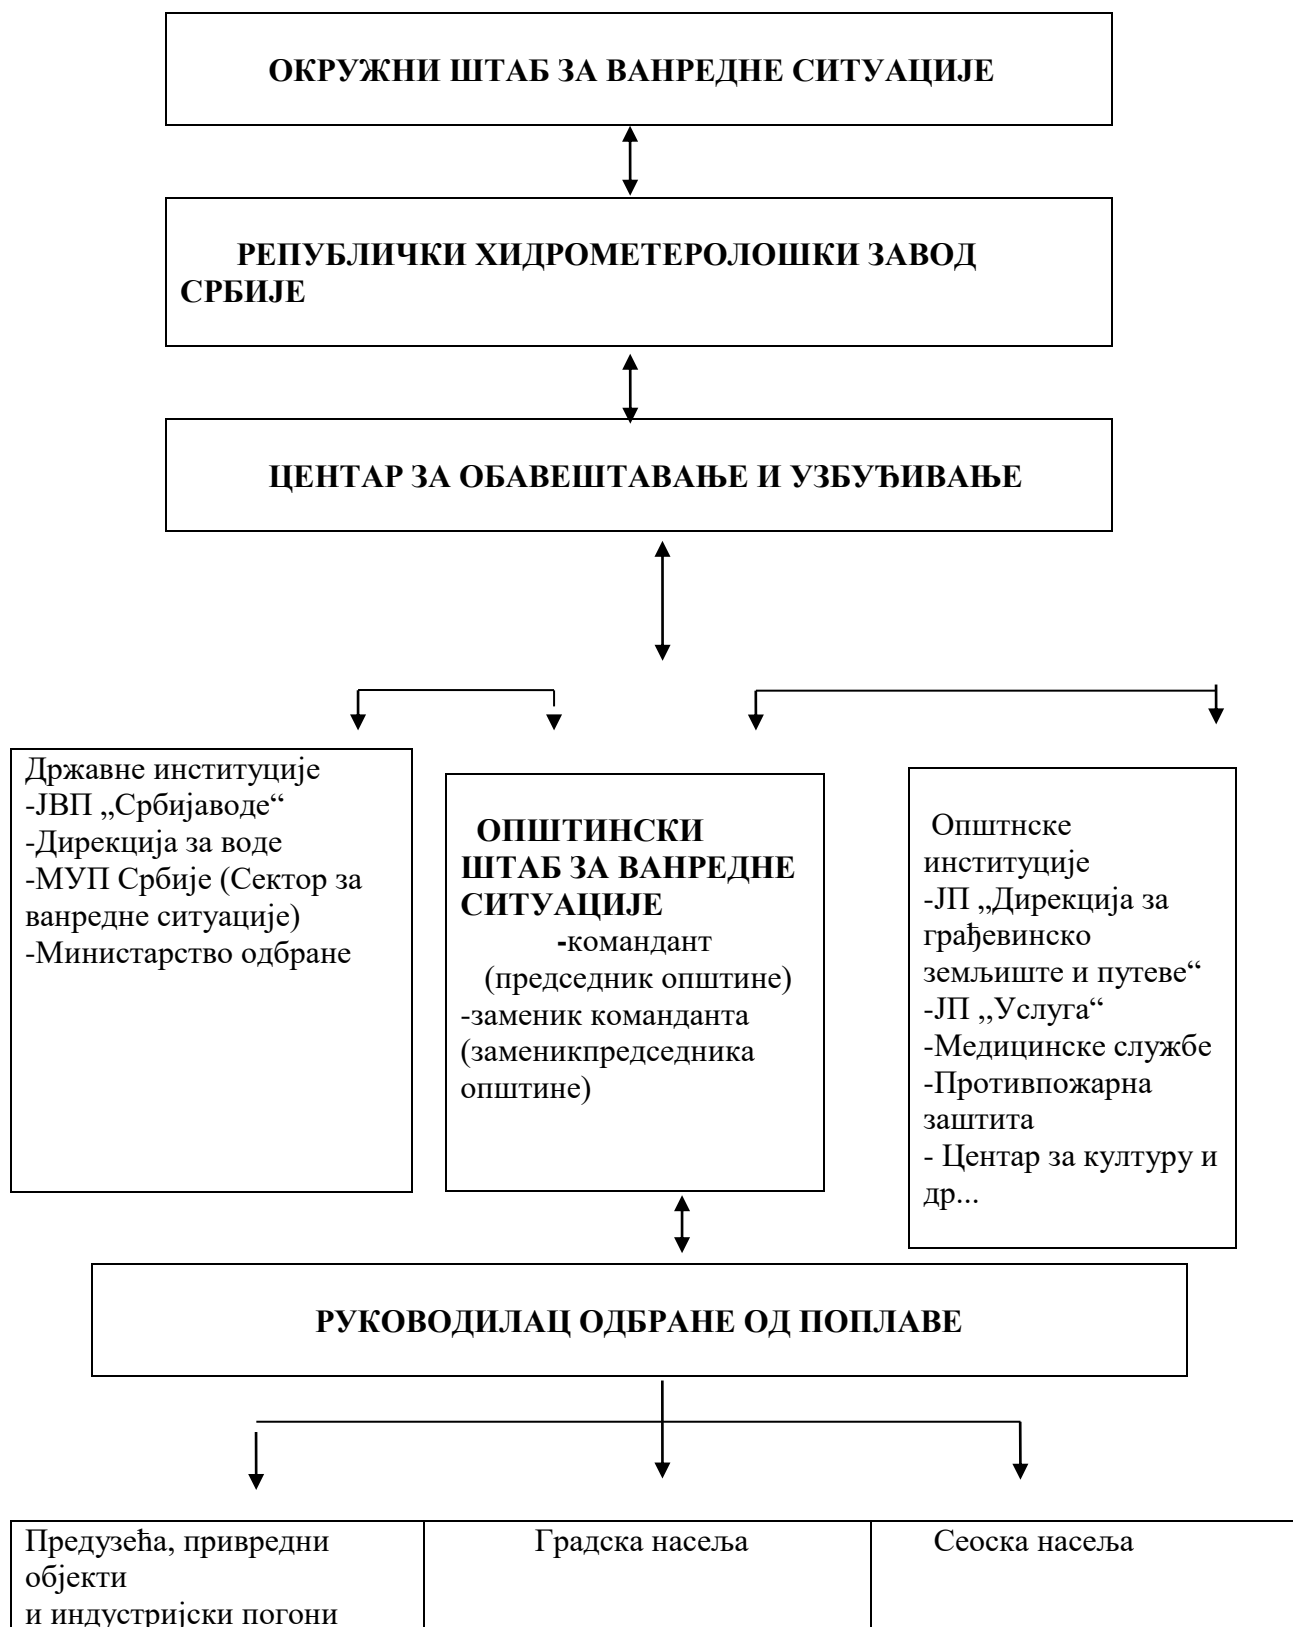 ОКРУЖНИ ШТАБ ЗА ВАНРЕДНЕ СИТУАЦИЈЕ
РЕПУБЛИЧКИ ХИДРОМЕТЕРОЛОШКИ ЗАВОД
СРБИЈЕ
ЦЕНТАР ЗА ОБАВЕШТАВАЊЕ И УЗБУЂИВАЊЕ
Државне институције
-ЈВП „Србијаводе“
-Дирекција за воде
-МУП Србије (Сектор за
ванредне ситуације)
-Министарство одбране
ОПШТИНСКИ
ШТАБ ЗА ВАНРЕДНЕ
СИТУАЦИЈЕ
-командант
(председник општине)
-заменик команданта
(заменикпредседника
општине)
Општнске
институције
-ЈП „Дирекција за
грађевинско
земљиште и путеве“
-ЈП „Услуга“
-Медицинске службе
-Противпожарна
заштита
- Центар за културу и
др...
РУКОВОДИЛАЦ ОДБРАНЕ ОД ПОПЛАВЕ
Предузећа, привредни
објекти
и индустријски погони
Градска насеља
Сеоска насеља